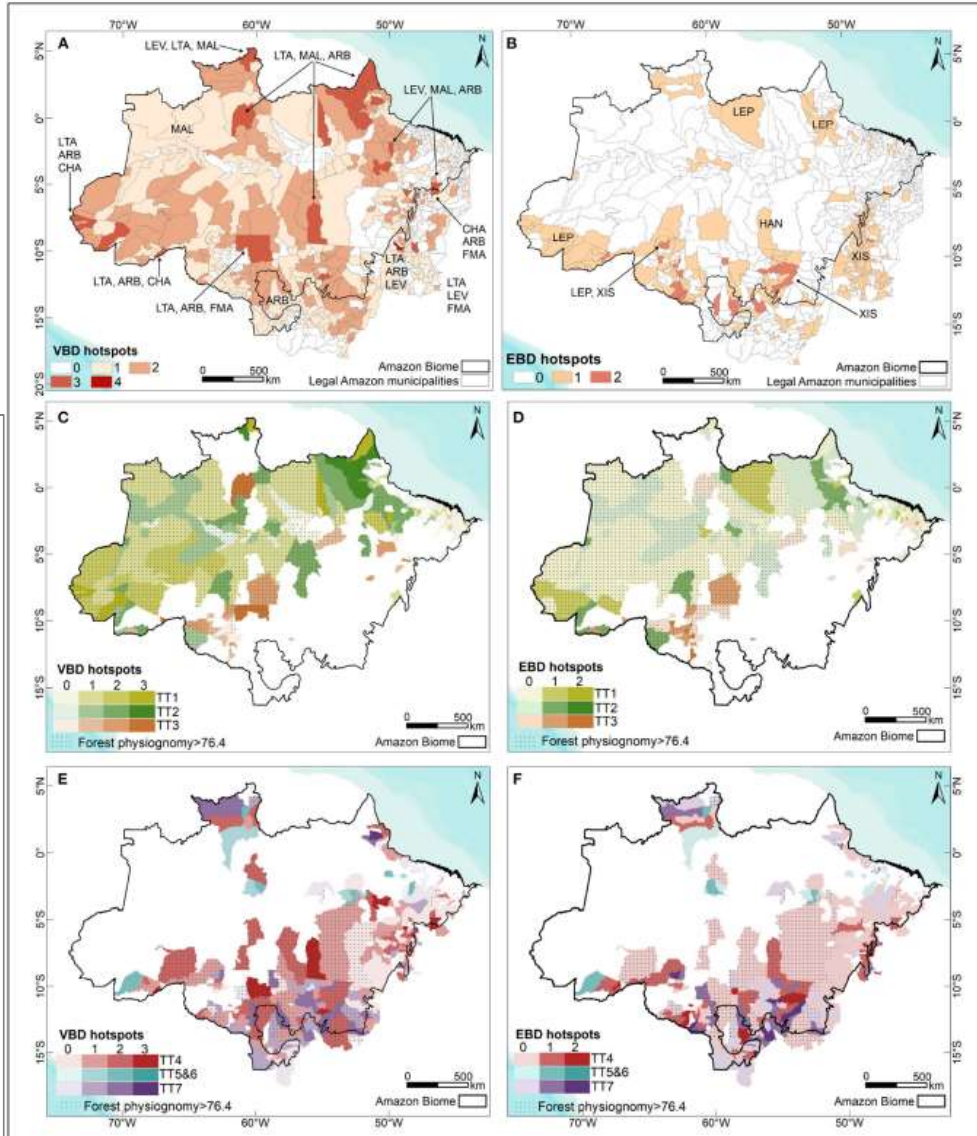 70°W 60°W 50°W 70°W 60°W 50°W
A
LEV, LTA, MAL
LTA, MAL, ARB
LEV, MAL, ARB
MAL
LTA
ARB
CHA
LTA, ARB, CHA
LTA, ARB, FMA
ARB
LTA
ARB
LEV
CHA
ARB
FMA
LTA
LEV
FMA
N
5°N
0°
5°S
10°S
15°S
20°S
VBD hotspots
0 1 2
3 4
0 500
km
Amazon Biome
Legal Amazon municipalities
B
LEP
LEP
HAN
LEP
LEP, XIS
XIS
XIS
N
5°N
0°
5°S
10°S
15°S
EBD hotspots
0 1 2
0 500
km
Amazon Biome
Legal Amazon municipalities
C
N
5°N
0°
5°S
10°S
15°S
VBD hotspots
0 1 2 3
TT1
TT2
TT3
Forest physiognomy>76.4
0 500
km
Amazon Biome
D
N
5°N
0°
5°S
10°S
15°S
EBD hotspots
0 1 2
TT1
TT2
TT3
Forest physiognomy>76.4
0 500
km
Amazon Biome
E
N
5°N
0°
5°S
10°S
15°S
VBD hotspots
0 1 2 3
TT4
TT5&6
TT7
Forest physiognomy>76.4
0 500
km
Amazon Biome
F
N
5°N
0°
5°S
10°S
15°S
EBD hotspots
0 1 2
TT4
TT5&6
TT7
Forest physiognomy>76.4
0 500
km
Amazon Biome
70°W 60°W 50°W 70°W 60°W 50°W